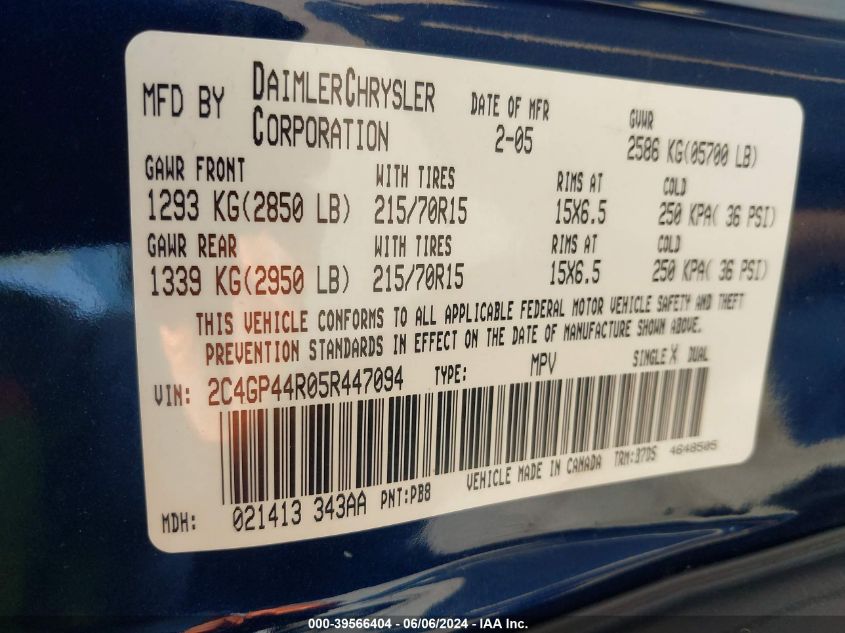 MFD BY DAIMLERCHRYSLER CORPORATION DATE OF MFR 2-05 GVWR 2586 KG(05700 LB)
GAWR FRONT WITH TIRES RIMS AT COLD
1293 KG(2850 LB) 215/70R15 15X6.5 250 KPA( 36 PSI)
GAWR REAR WITH TIRES RIMS AT COLD
1339 KG(2950 LB) 215/70R15 15X6.5 250 KPA( 36 PSI)
THIS VEHICLE CONFORMS TO ALL APPLICABLE FEDERAL MOTOR VEHICLE SAFETY AND THEFT
PREVENTION STANDARDS IN EFFECT ON THE DATE OF MANUFACTURE SHOWN ABOVE.
VIN: 2C4GP44R05R447094 TYPE: MPV SINGLE X DUAL
MDH: 021413 343AA PNT:PB8 VEHICLE MADE IN CANADA TRM:37D5 4648505
000-39566404 - 06/06/2024 - IAA Inc.